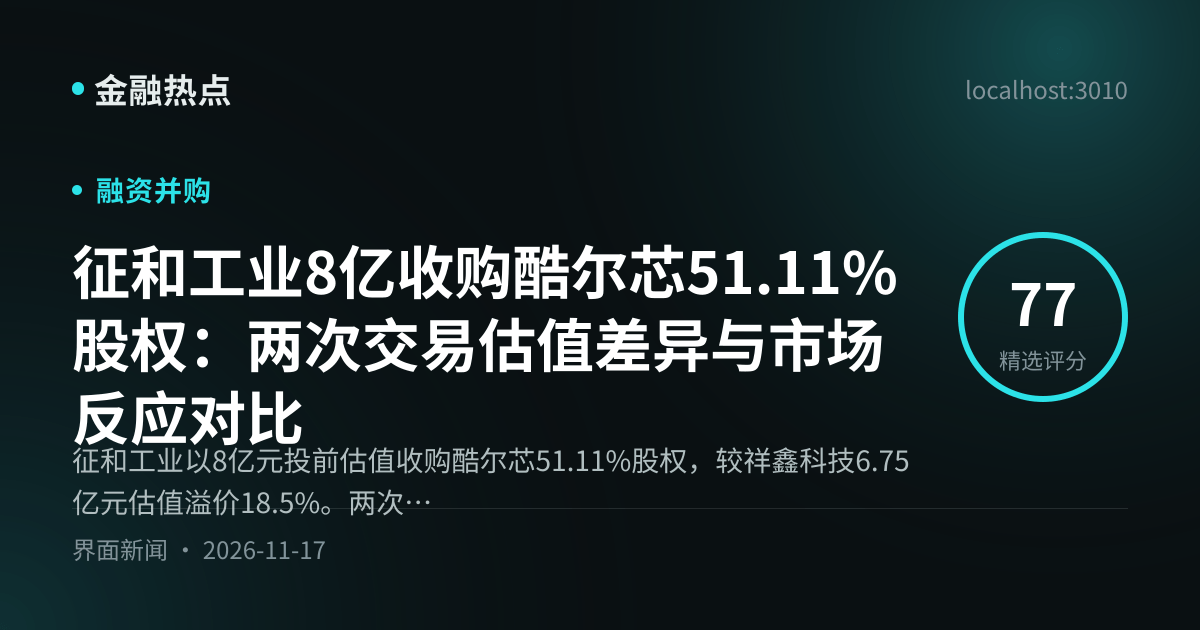 金融热点
localhost:3010
融资并购
征和工业8亿收购酷尔芯51.11%
股权：两次交易估值差异与市场
反应对比
77
精选评分
征和工业以8亿元投前估值收购酷尔芯51.11%股权，较祥鑫科技6.75
亿元估值溢价18.5%。两次…
界面新闻 · 2026-11-17